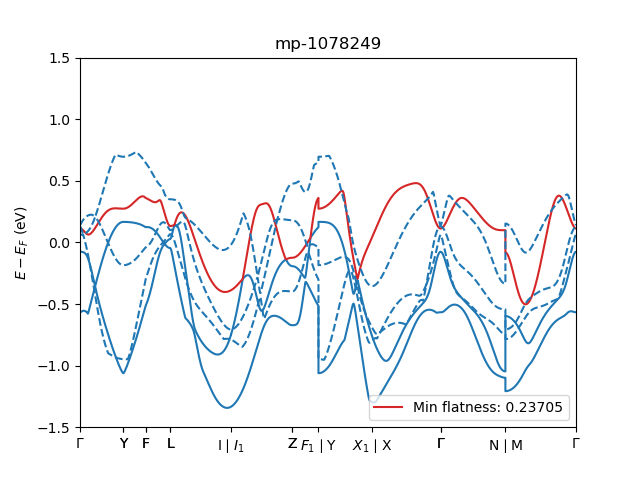 mp-1078249
E − E_F (eV)
1.5
1.0
0.5
0.0
−0.5
−1.0
−1.5
Min flatness: 0.23705
Γ Y F L I | I₁ Z F₁ | Y X₁ | X Γ N | M Γ